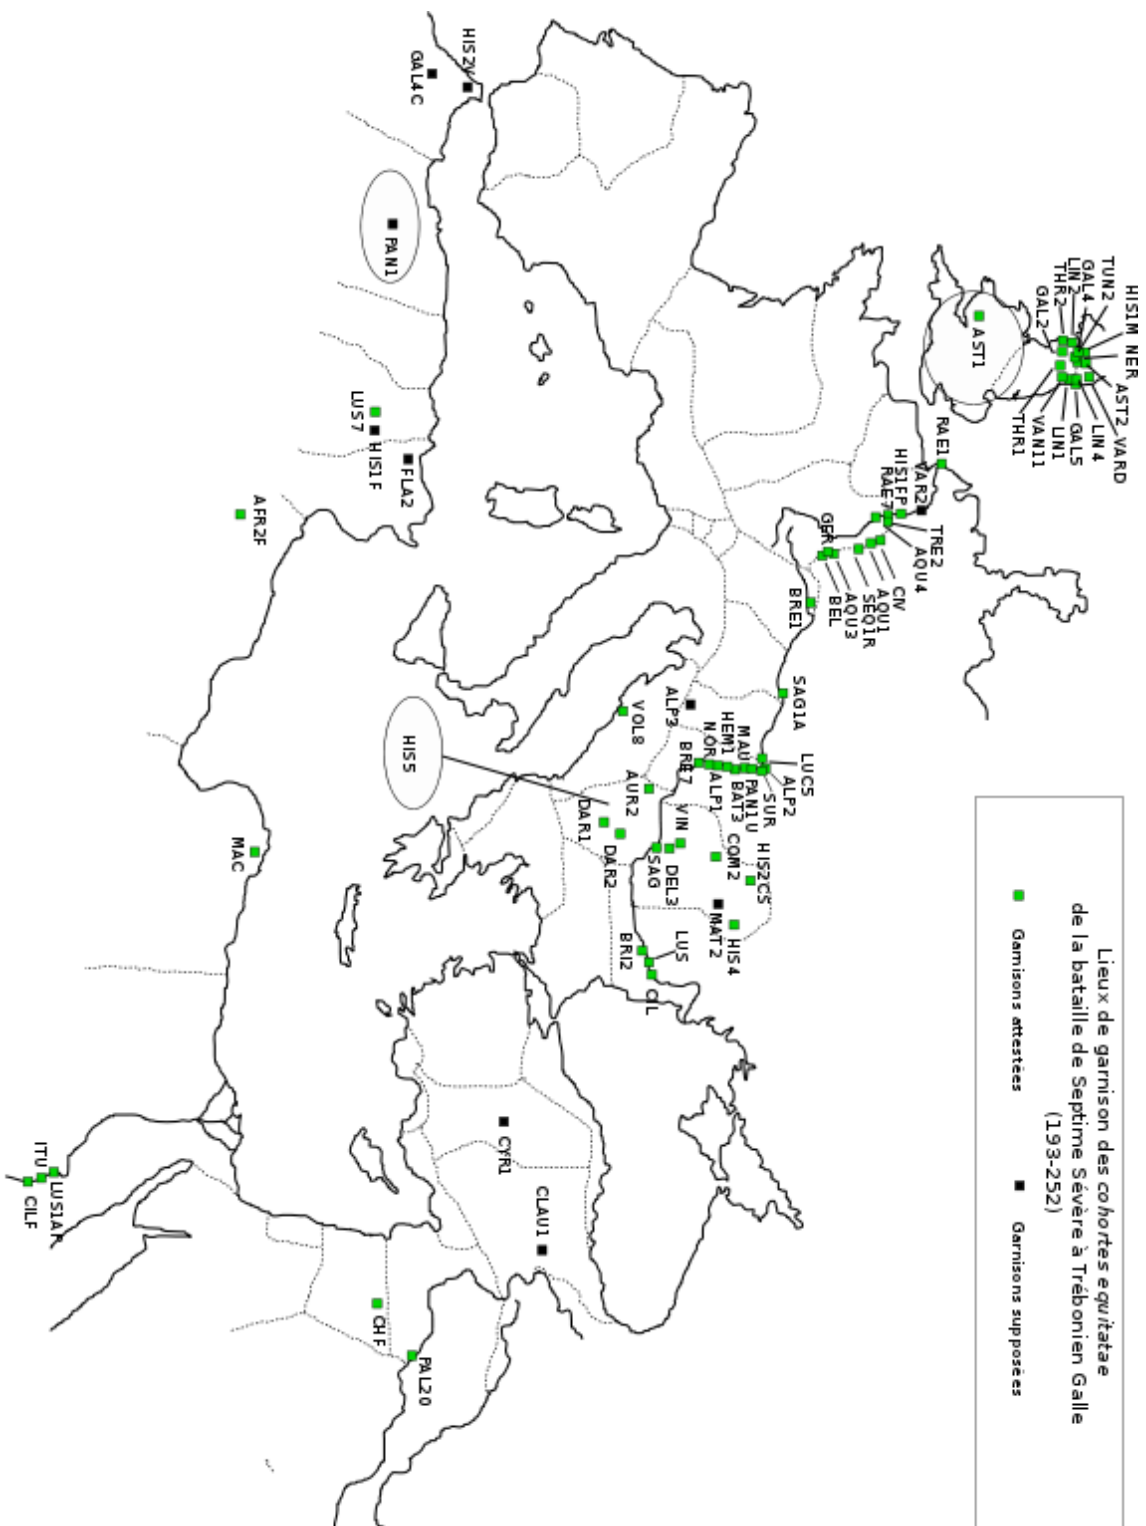 Lieux de garnison des cohortes equitatae
de la bataille de Septime Sévère à Trébonien Galle
(193-252)
Garnisons attestées
Garnisons supposées
HIS1M
NER
TUN2
GAL4
LIN2
THR2
GAL2
AST2
VARD
LIN4
GAL5
LIN1
VAN11
THR1
AST1
RAE1
VAR2
HIS1FP
RAE7
TRE2
AQU4
GER
CIV
AQU1
SEQ1R
AQU3
BEL
BRE1
SAG1A
LUC5
ALP2
SUR
PAN1U
MAU
BAT3
HEM1
ALP1
NOR
BRE7
ALP3
VOL8
AUR2
VIN
COM2
HIS2CS
DAR1
DAR2
SAG
DEL3
MAT2
HIS4
HIS5
BRI2
LUS
CIL
HIS2V
GAL4C
PAN1
LUS7
HIS1F
FLA2
AFR2F
MAC
CYR1
CLAU1
CHF
PAL20
ITU
LUS1AP
CILF